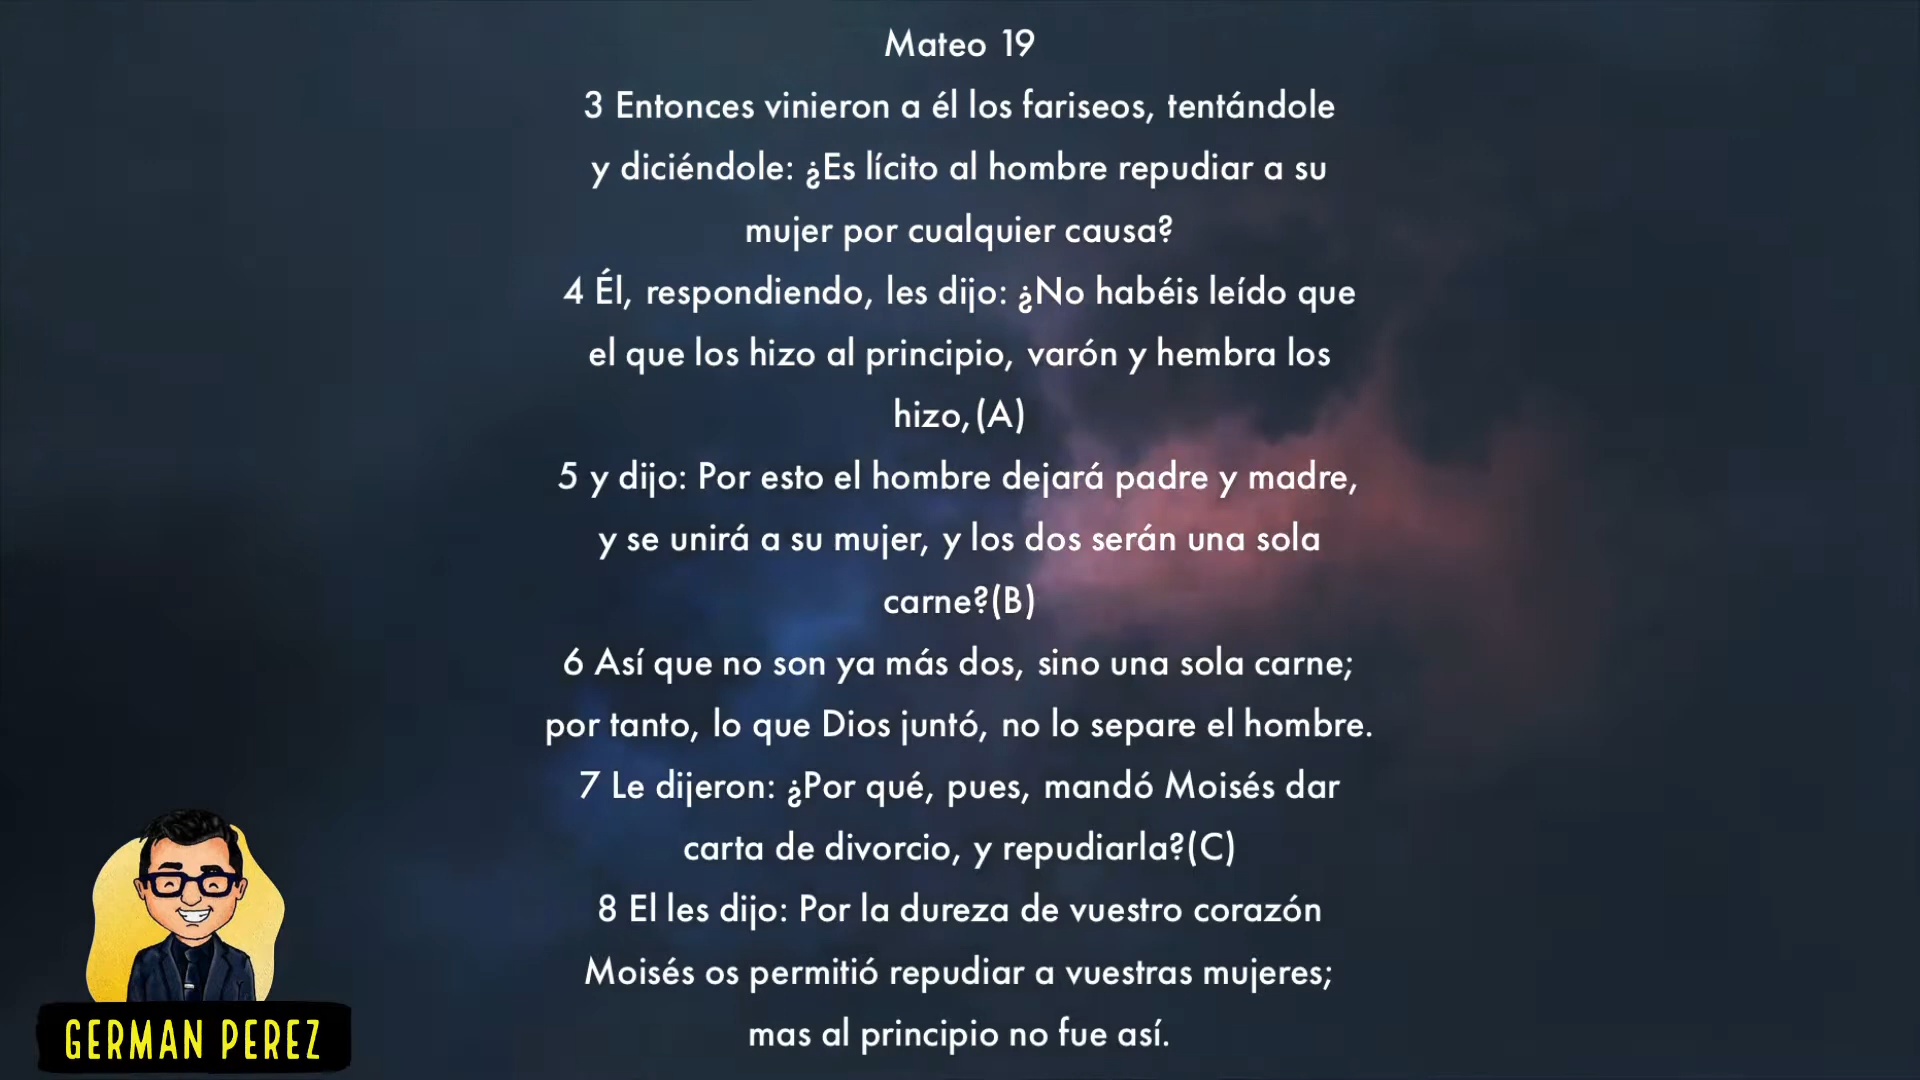 Mateo 19
3 Entonces vinieron a él los fariseos, tentándole
y diciéndole: ¿Es lícito al hombre repudiar a su
mujer por cualquier causa?
4 Él, respondiendo, les dijo: ¿No habéis leído que
el que los hizo al principio, varón y hembra los
hizo,(A)
5 y dijo: Por esto el hombre dejará padre y madre,
y se unirá a su mujer, y los dos serán una sola
carne?(B)
6 Así que no son ya más dos, sino una sola carne;
por tanto, lo que Dios juntó, no lo separe el hombre.
7 Le dijeron: ¿Por qué, pues, mandó Moisés dar
carta de divorcio, y repudiarla?(C)
8 El les dijo: Por la dureza de vuestro corazón
Moisés os permitió repudiar a vuestras mujeres;
mas al principio no fue así.
GERMAN PEREZ